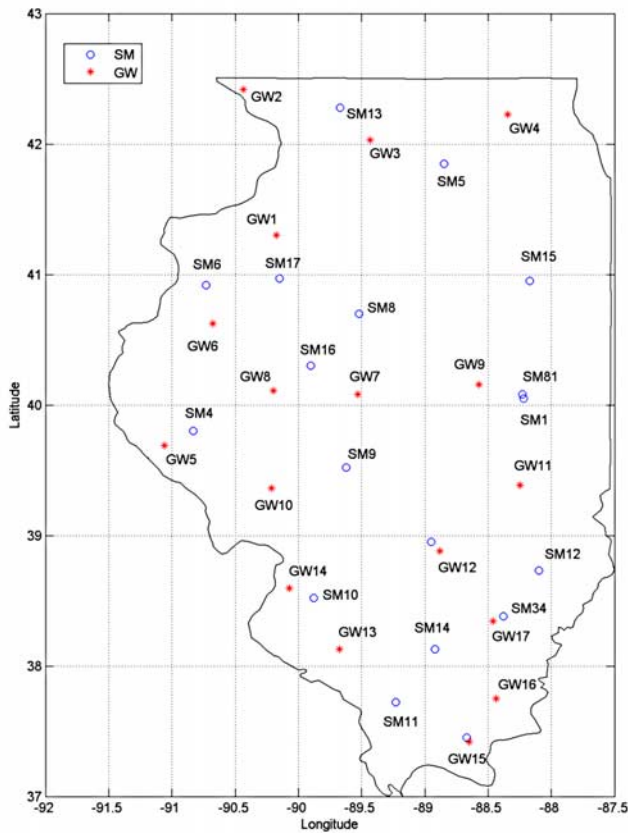 43
SM
GW
GW2
SM13
GW4
42
GW3
SM5
GW1
SM17
SM15
41
SM6
SM8
GW6
SM16
GW9
GW8
GW7
SM81
40
SM4
SM1
SM9
GW5
GW11
GW10
39
GW12
SM12
GW14
SM10
SM34
SM14
GW13
GW17
38
GW16
SM11
GW15
37
-92 -91 -90.5 -90 -89.5 -89 -88.5 -88 -87.5
Longitude
Latitude